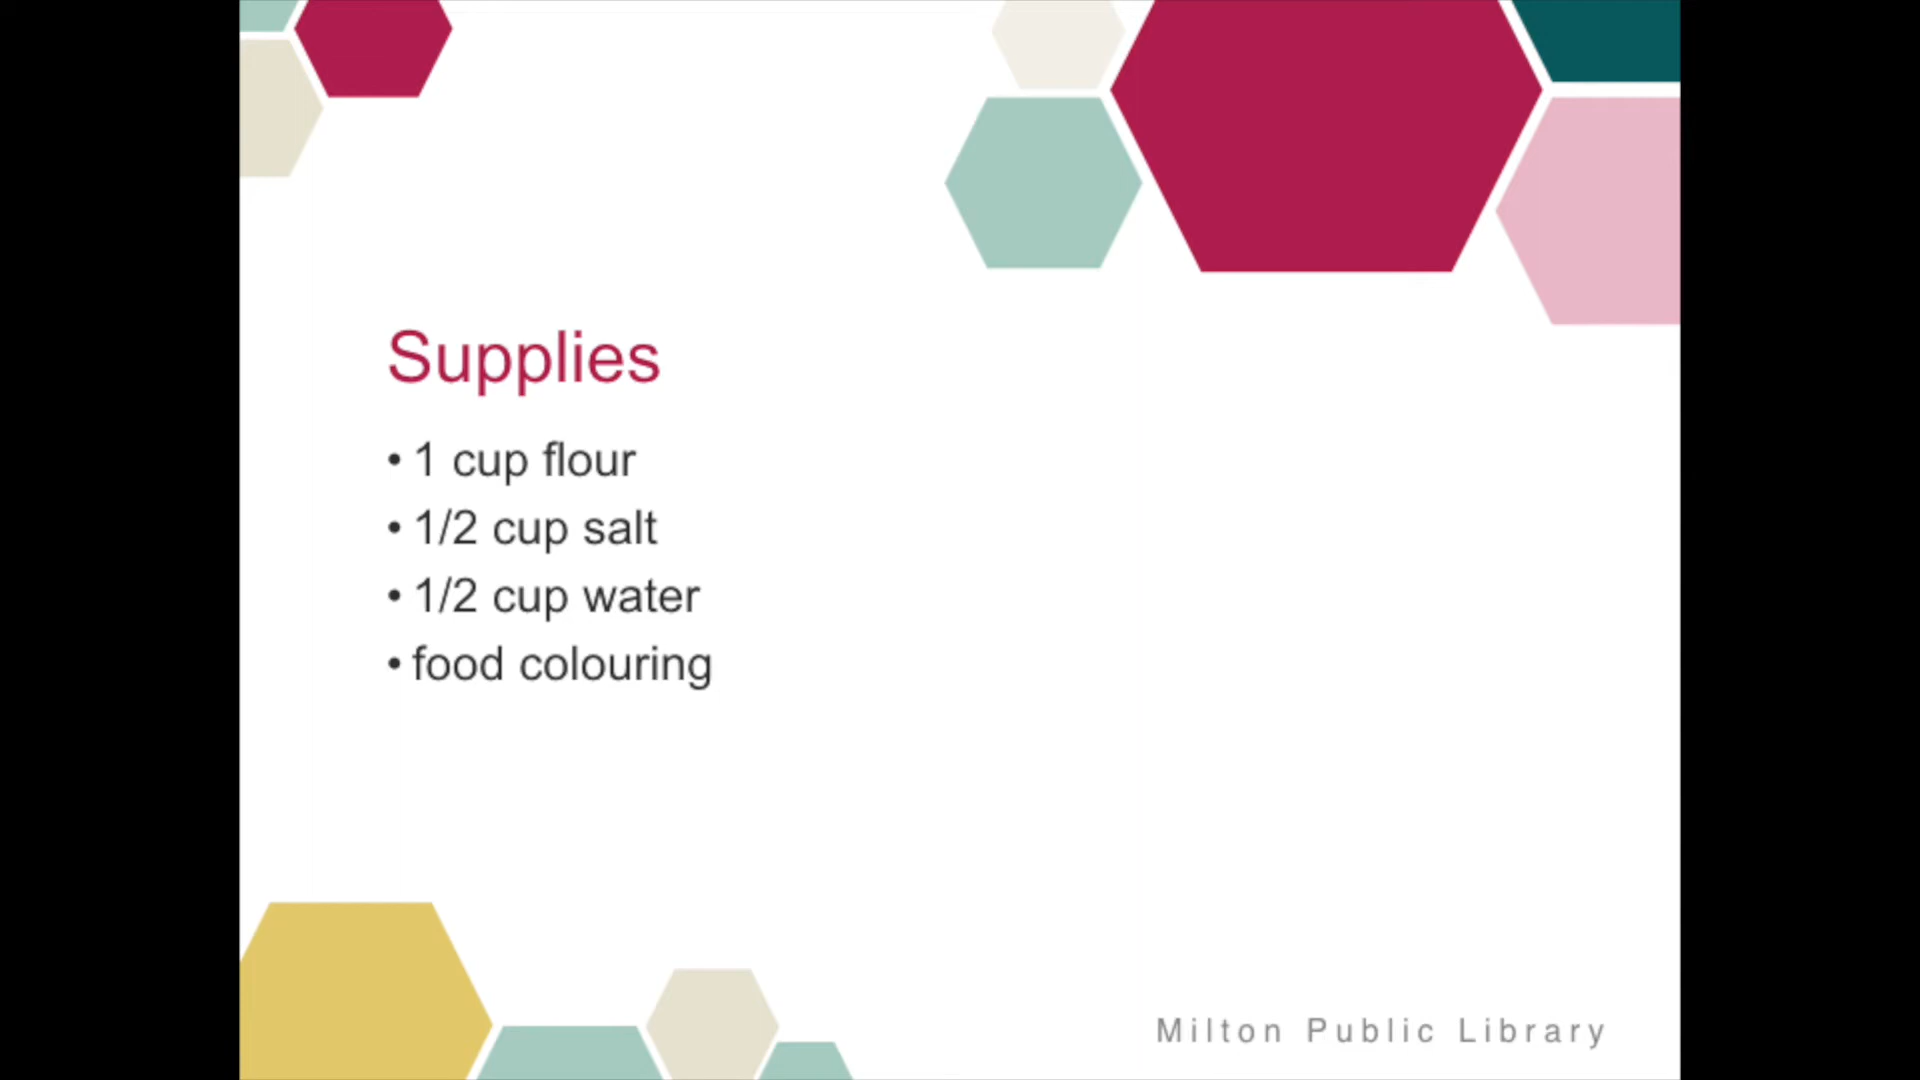 Supplies
• 1 cup flour
• 1/2 cup salt
• 1/2 cup water
• food colouring
Milton Public Library